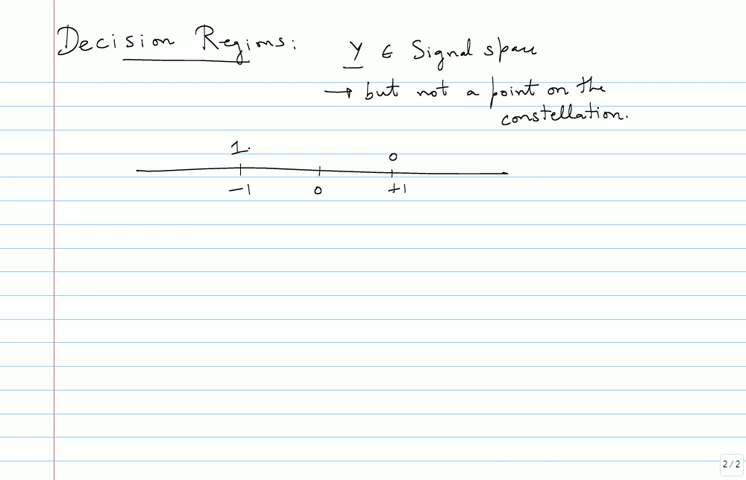 Decision Regions: Y ∈ Signal space
→ but not a point on the
constellation.
1. 0
-1 0 +1
2/2